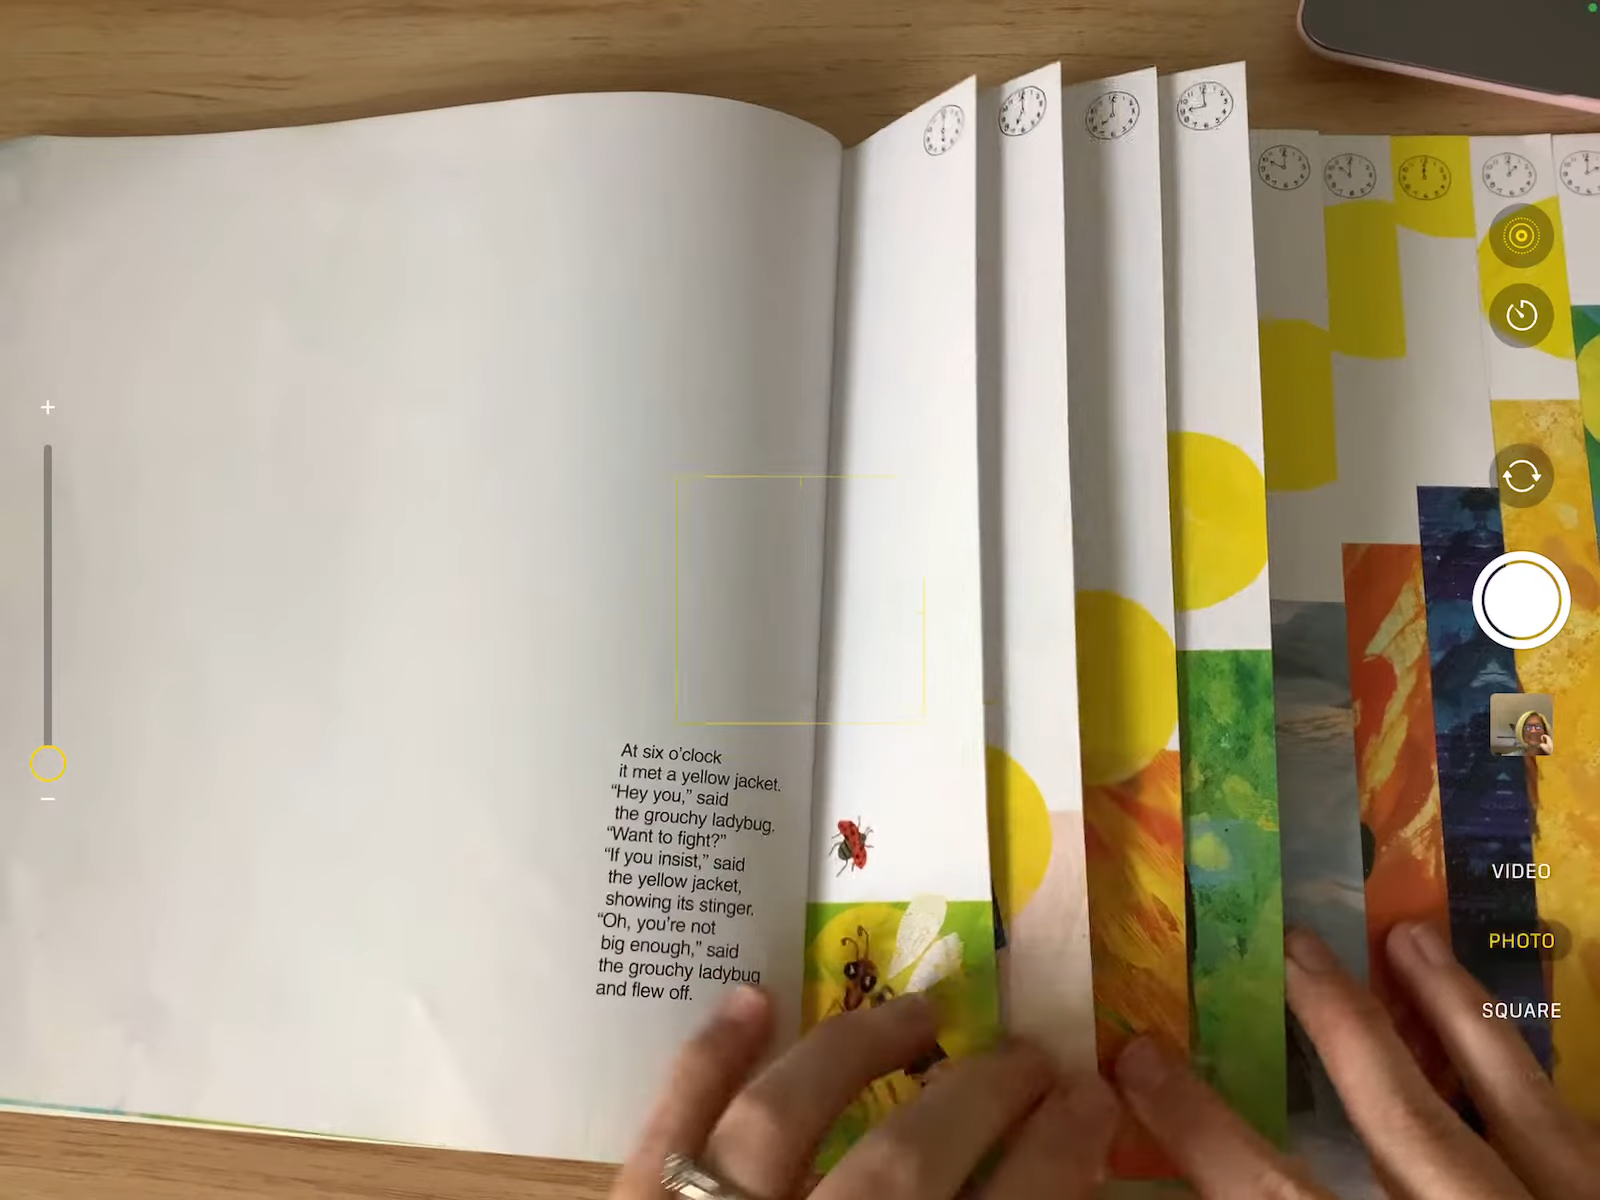 At six o'clock
it met a yellow jacket.
“Hey you,” said
the grouchy ladybug.
“Want to fight?”
“If you insist,” said
the yellow jacket,
showing its stinger.
“Oh, you're not
big enough,” said
the grouchy ladybug
and flew off.
VIDEO
PHOTO
SQUARE